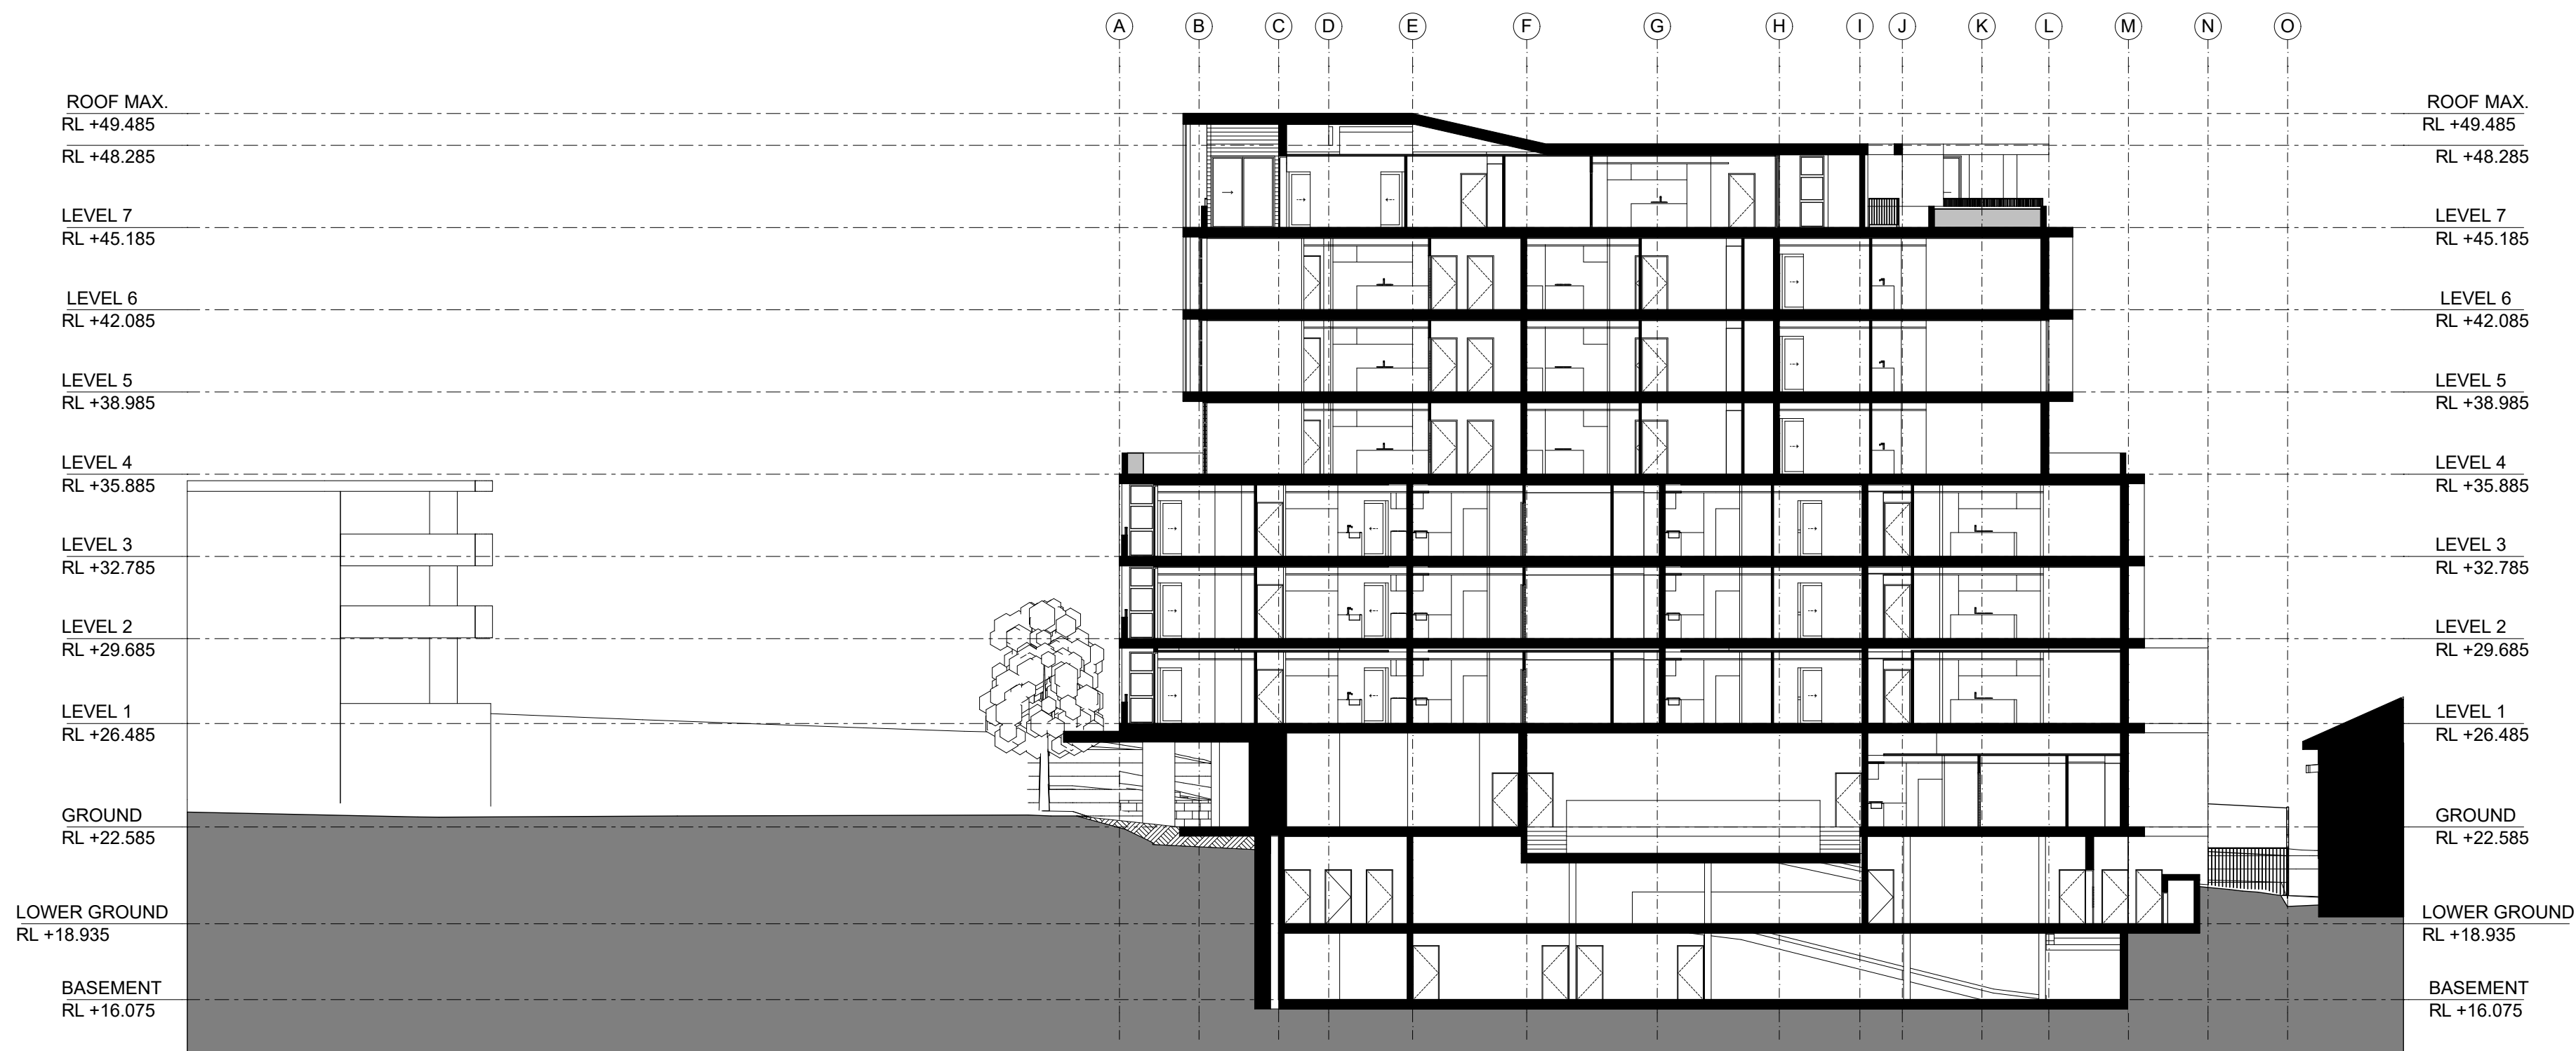 A B C D E F G H I J K L M N O
ROOF MAX.
RL +49.485
RL +48.285
LEVEL 7
RL +45.185
LEVEL 6
RL +42.085
LEVEL 5
RL +38.985
LEVEL 4
RL +35.885
LEVEL 3
RL +32.785
LEVEL 2
RL +29.685
LEVEL 1
RL +26.485
GROUND
RL +22.585
LOWER GROUND
RL +18.935
BASEMENT
RL +16.075
ROOF MAX.
RL +49.485
RL +48.285
LEVEL 7
RL +45.185
LEVEL 6
RL +42.085
LEVEL 5
RL +38.985
LEVEL 4
RL +35.885
LEVEL 3
RL +32.785
LEVEL 2
RL +29.685
LEVEL 1
RL +26.485
GROUND
RL +22.585
LOWER GROUND
RL +18.935
BASEMENT
RL +16.075